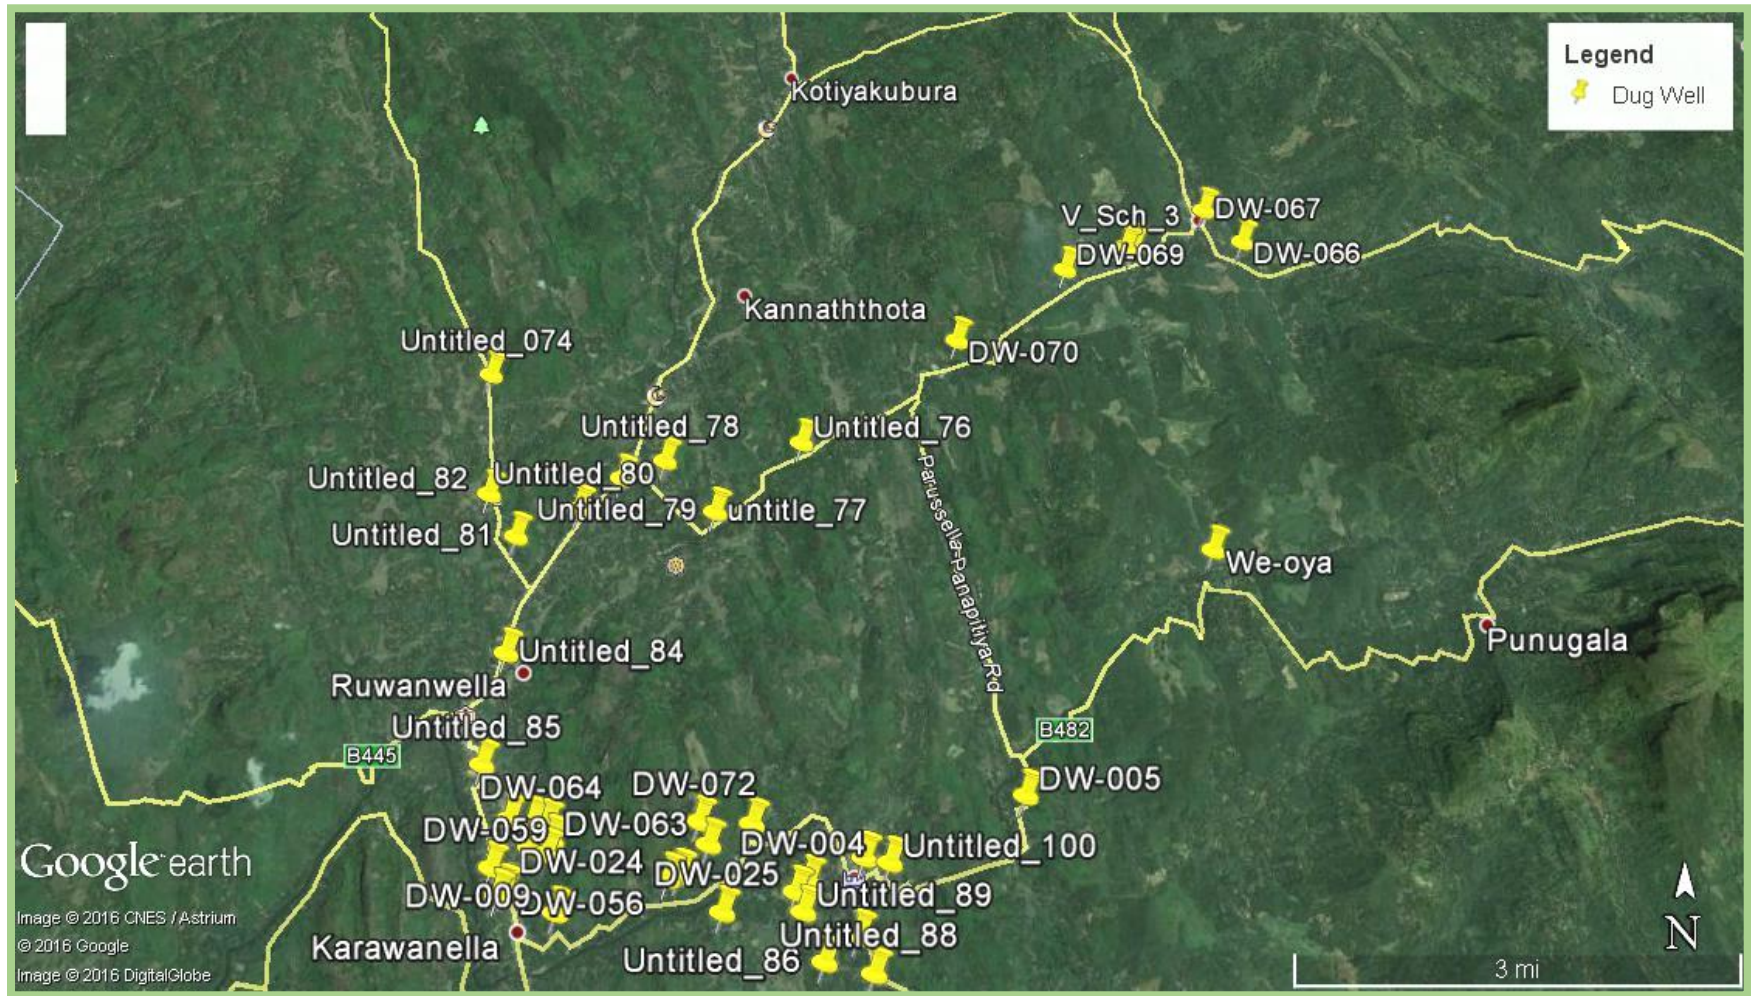 Legend
Dug Well
Kotiyakubura
V_Sch_3
DW-067
DW-069
DW-066
Kannaththota
Untitled_074
DW-070
Untitled_78
Untitled_76
Untitled_82
Untitled_80
Untitled_79
untitle_77
Untitled_81
Parussella-Panapitiya Rd
We-oya
Punugala
Untitled_84
Ruwanwella
Untitled_85
B445
B482
DW-064
DW-072
DW-005
DW-059
DW-063
DW-004
Untitled_100
Google earth
DW-024
DW-025
DW-009
DW-056
Untitled_89
Image © 2016 CNES / Astrium
Karawanella
Untitled_88
N
© 2016 Google
Untitled_86
3 mi
Image © 2016 DigitalGlobe